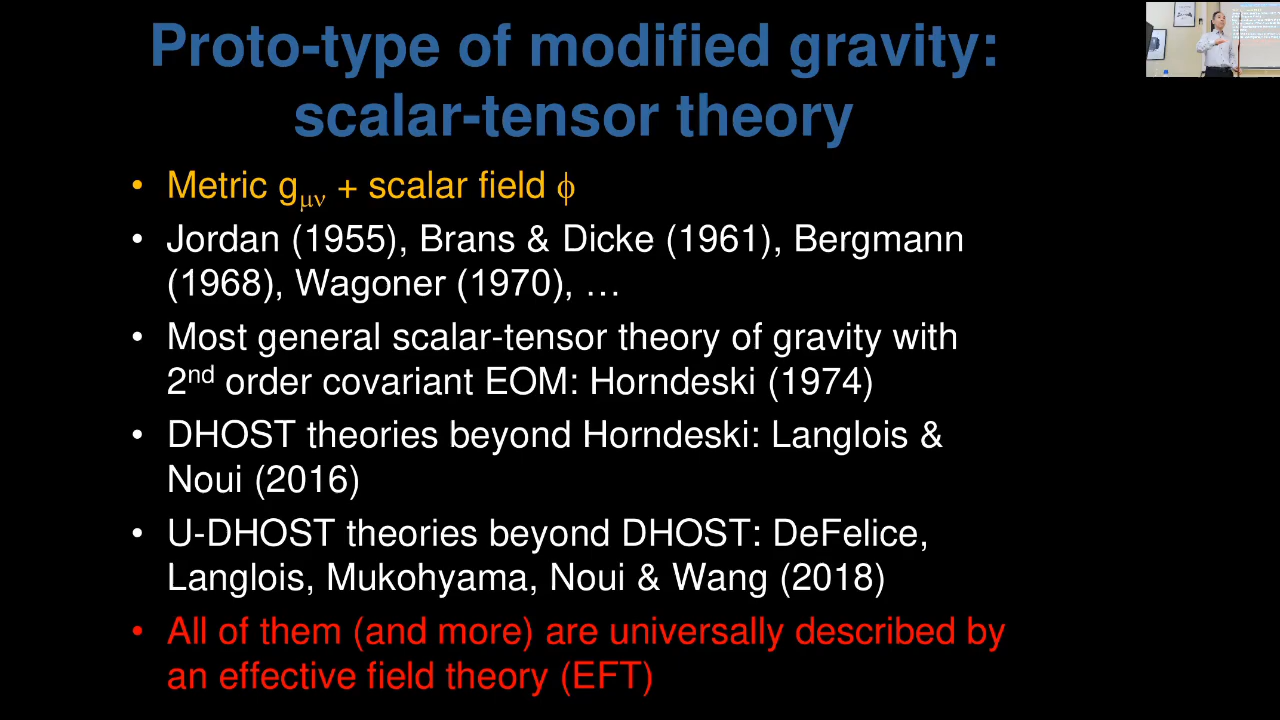 Proto-type of modified gravity:
scalar-tensor theory
• Metric gμν + scalar field ϕ
• Jordan (1955), Brans & Dicke (1961), Bergmann
(1968), Wagoner (1970), …
• Most general scalar-tensor theory of gravity with
2nd order covariant EOM: Horndeski (1974)
• DHOST theories beyond Horndeski: Langlois &
Noui (2016)
• U-DHOST theories beyond DHOST: DeFelice,
Langlois, Mukohyama, Noui & Wang (2018)
• All of them (and more) are universally described by
an effective field theory (EFT)